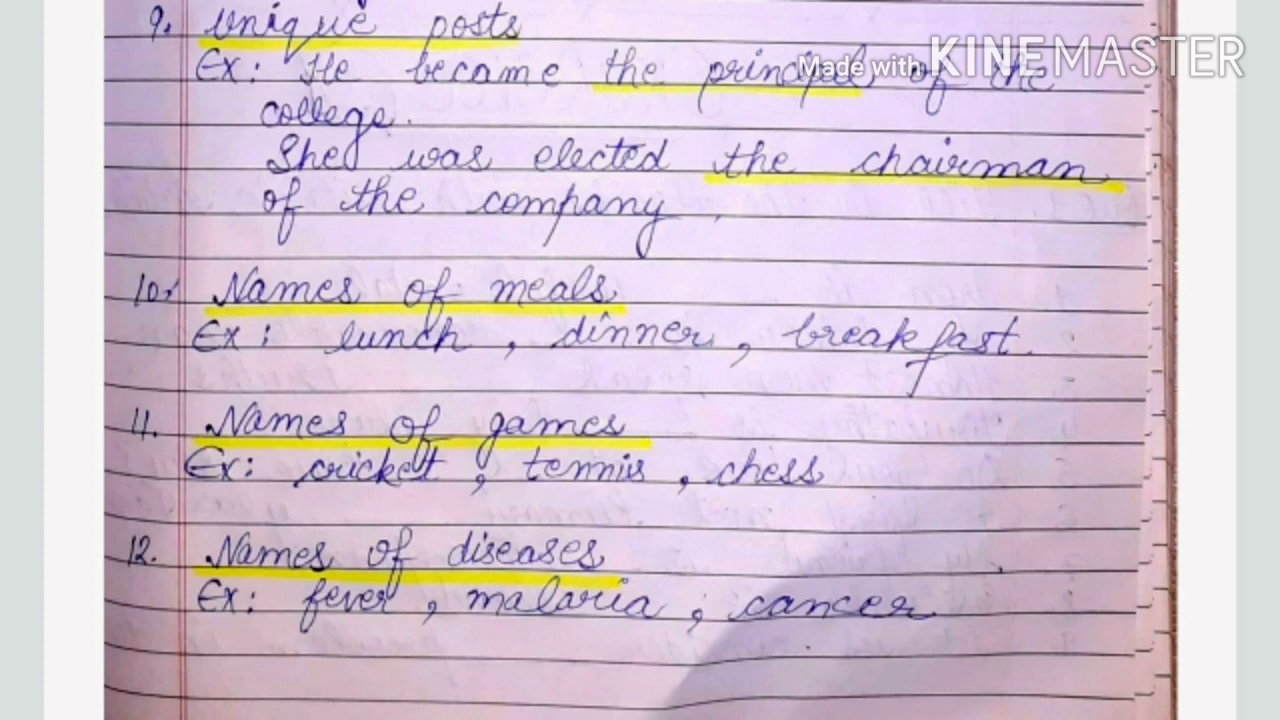 9. Unique posts
Ex: He became the principal of the
college.
She was elected the chairman
of the company.
10. Names of meals
Ex: lunch, dinner, breakfast.
11. Names of games
Ex: cricket, tennis, chess
12. Names of diseases
Ex: fever, malaria, cancer.
Made with KINEMASTER